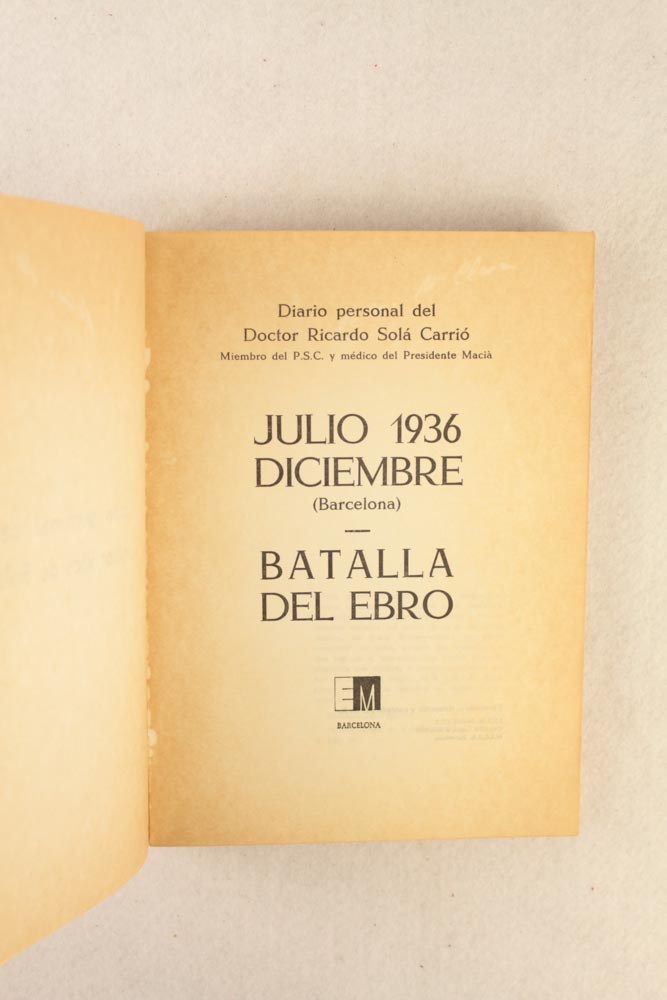 Diario personal del
Doctor Ricardo Solá Carrió
Miembro del P.S.C. y médico del Presidente Macià
JULIO 1936
DICIEMBRE
(Barcelona)
BATALLA
DEL EBRO
EM
BARCELONA